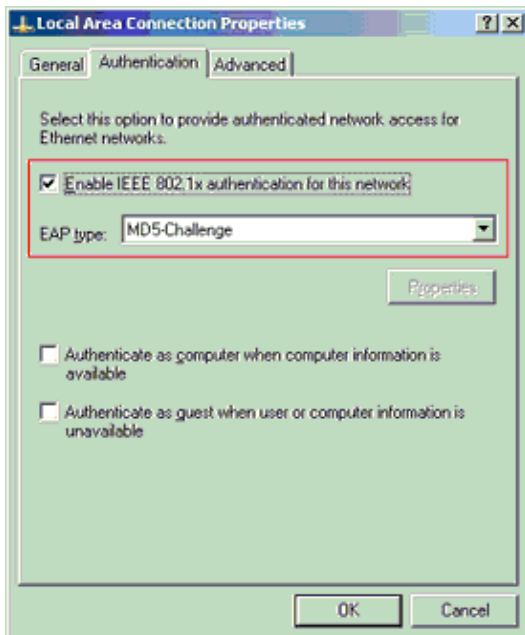 Local Area Connection Properties
General Authentication Advanced
Select this option to provide authenticated network access for
Ethernet networks.
Enable IEEE 802.1x authentication for this network
EAP type: MD5-Challenge
Properties
Authenticate as computer when computer information is
available
Authenticate as guest when user or computer information is
unavailable
OK Cancel